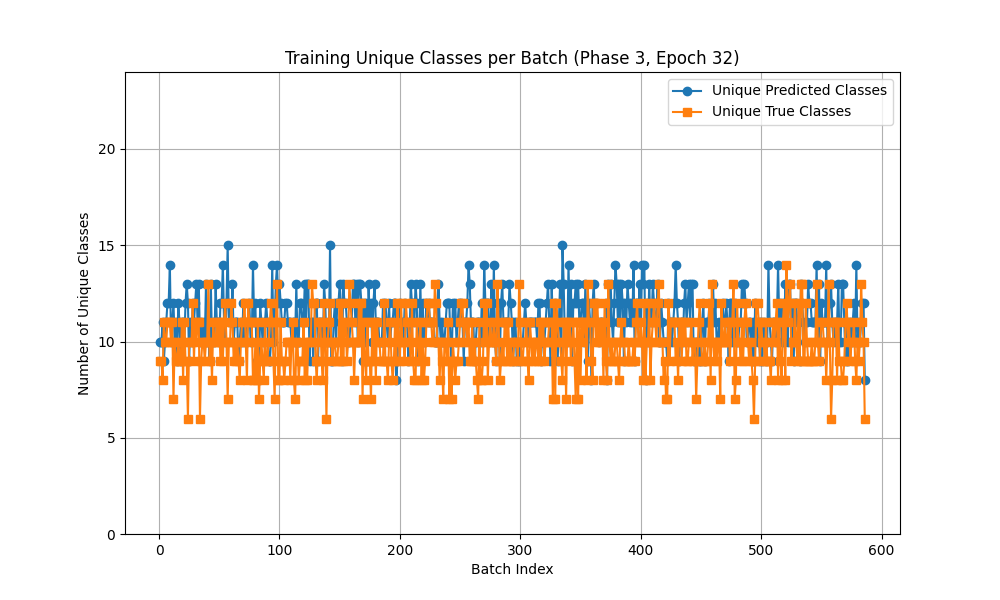 Training Unique Classes per Batch (Phase 3, Epoch 32)
Unique Predicted Classes
Unique True Classes
Number of Unique Classes
20
15
10
5
0
0 100 200 300 400 500 600
Batch Index